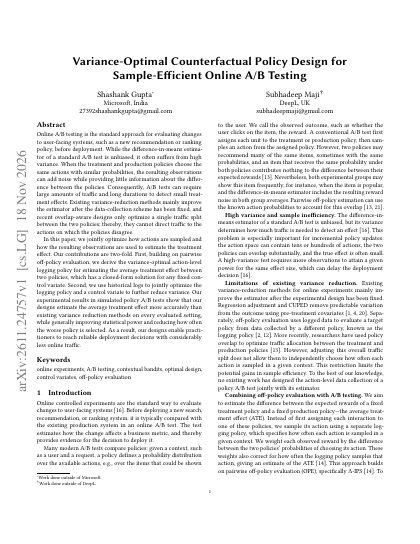 Variance-Optimal Counterfactual Policy Design for
Sample-Efficient Online A/B Testing
Shashank Gupta*
Microsoft, India
27392shashankgupta@gmail.com
Subhadeep Maji†
DeepL, UK
subhadeepmaji@gmail.com
arXiv:2611.24757v1 [cs.LG] 18 Nov 2026
Abstract
Online A/B testing is the standard approach for evaluating changes
to user-facing systems, such as a new recommendation or ranking
policy, before deployment. While the difference-in-means estima-
tor of a standard A/B test is unbiased, it often suffers from high
variance. When the treatment and production policies choose the
same actions with similar probabilities, the resulting observations
can add noise while providing little information about the differ-
ence between the policies. Consequently, A/B tests can require
large amounts of traffic and long durations to detect small treat-
ment effects. Existing variance-reduction methods mainly improve
the estimator after the data-collection scheme has been fixed, and
recent overlap-aware designs only optimize a single traffic split
between the two policies; they cannot direct traffic to the
actions on which the policies disagree.
In this paper, we jointly optimize how actions are sampled and
how the resulting observations are used to estimate the treatment
effect. Our contributions are two-fold. First, building on pairwise
off-policy evaluation, we derive the variance-optimal action-level
logging policy for estimating the average treatment effect between
two policies, which has a closed-form solution for any fixed con-
trol variate. Second, we use historical logs to jointly optimize the
logging policy and a control variate to further reduce variance. Our
experimental results in simulated policy A/B tests show that our
designs estimate the average treatment effect more accurately than
existing variance reduction methods on every evaluated setting,
while generally improving statistical power and reducing how often
the worse policy is selected. As a result, our designs enable practi-
tioners to reach reliable deployment decisions with considerably
less online traffic.
Keywords
online experiments, A/B testing, contextual bandits, optimal design,
control variates, off-policy evaluation
1 Introduction
Online controlled experiments are the standard way to evaluate
changes to user-facing systems [16]. Before deploying a new search,
recommendation, or ranking system, it is typically compared with
the existing production system in an online A/B test. The test
estimates how the change affects a business metric, and thereby
provides evidence for the decision to deploy it.
Many modern A/B tests compare policies: given a context, such
as a user and a request, a policy defines a probability distribution
over the available actions, e.g., over the items that could be shown
*Work done outside of Microsoft.
†Work done outside of DeepL.
to the user. We call the observed outcome, such as whether the
user clicks on the item, the reward. A conventional A/B test first
assigns each unit to the treatment or production policy, then sam-
ples an action from the assigned policy. However, two policies may
recommend many of the same items, sometimes with the same
probabilities, and an item that receives the same probability under
both policies contributes nothing to the difference between their
expected rewards [13]. Nevertheless, both experimental groups may
show this item frequently, for instance, when the item is popular,
and the difference-in-means estimator includes the resulting reward
noise in both group averages. Pairwise off-policy estimation can use
the known action probabilities to account for this overlap [13, 21].
High variance and sample inefficiency. The difference-in-
means estimator of a standard A/B test is unbiased, but its variance
determines how much traffic is needed to detect an effect [16]. This
problem is especially important for incremental policy updates:
the action space can contain tens or hundreds of actions, the two
policies can overlap substantially, and the true effect is often small.
A high-variance test requires more observations to attain a given
power for the same effect size, which can delay the deployment
decision [16].
Limitations of existing variance reduction. Existing
variance-reduction methods for online experiments mainly im-
prove the estimator after the experimental design has been fixed.
Regression adjustment and CUPED remove predictable variation
from the outcome using pre-treatment covariates [1, 4, 26]. Sepa-
rately, off-policy evaluation uses logged data to evaluate a target
policy from data collected by a different policy, known as the
logging policy [2, 12]. More recently, researchers have used policy
overlap to optimize traffic allocation between the treatment and
production policies [13]. However, adjusting the overall traffic
split does not allow them to independently choose how each action
is sampled in a given context. This restriction limits the
potential gains in sample efficiency. To the best of our knowledge,
no existing work has designed the action-level data collection of a
policy A/B test jointly with its estimator.
Combining off-policy evaluation with A/B testing. We aim
to estimate the difference between the expected rewards of a fixed
treatment policy and a fixed production policy—the average treat-
ment effect (ATE). Instead of first assigning each interaction to
one of these policies, we sample its action using a separate log-
ging policy, which specifies how often each action is sampled in a
given context. We weight each observed reward by the difference
between the two policies' probabilities of choosing its action. These
weights also correct for how often the logging policy samples that
action, giving an estimate of the ATE [14]. This approach builds
on pairwise off-policy evaluation (OPE), specifically Δ-IPS [14]. To
1